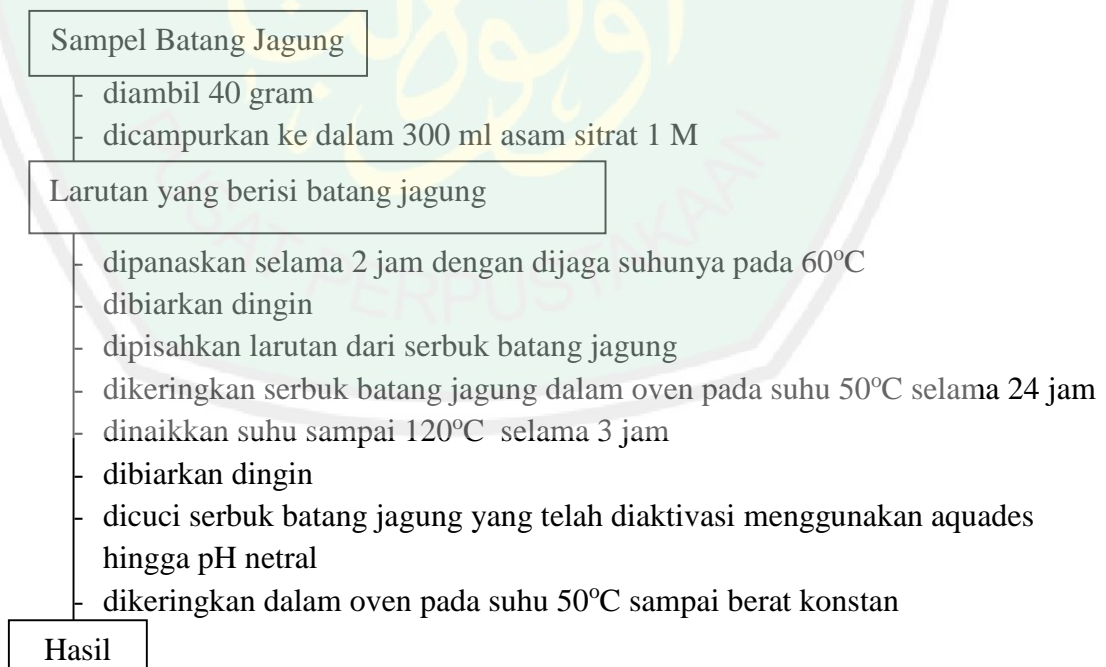 Sampel Batang Jagung
- diambil 40 gram
- dicampurkan ke dalam 300 ml asam sitrat 1 M
Larutan yang berisi batang jagung
- dipanaskan selama 2 jam dengan dijaga suhunya pada 60°C
- dibiarkan dingin
- dipisahkan larutan dari serbuk batang jagung
- dikeringkan serbuk batang jagung dalam oven pada suhu 50°C selama 24 jam
- dinaikkan suhu sampai 120°C selama 3 jam
- dibiarkan dingin
- dicuci serbuk batang jagung yang telah diaktivasi menggunakan aquades
hingga pH netral
- dikeringkan dalam oven pada suhu 50°C sampai berat konstan
Hasil
PUSAT PERPUSTAKAAN